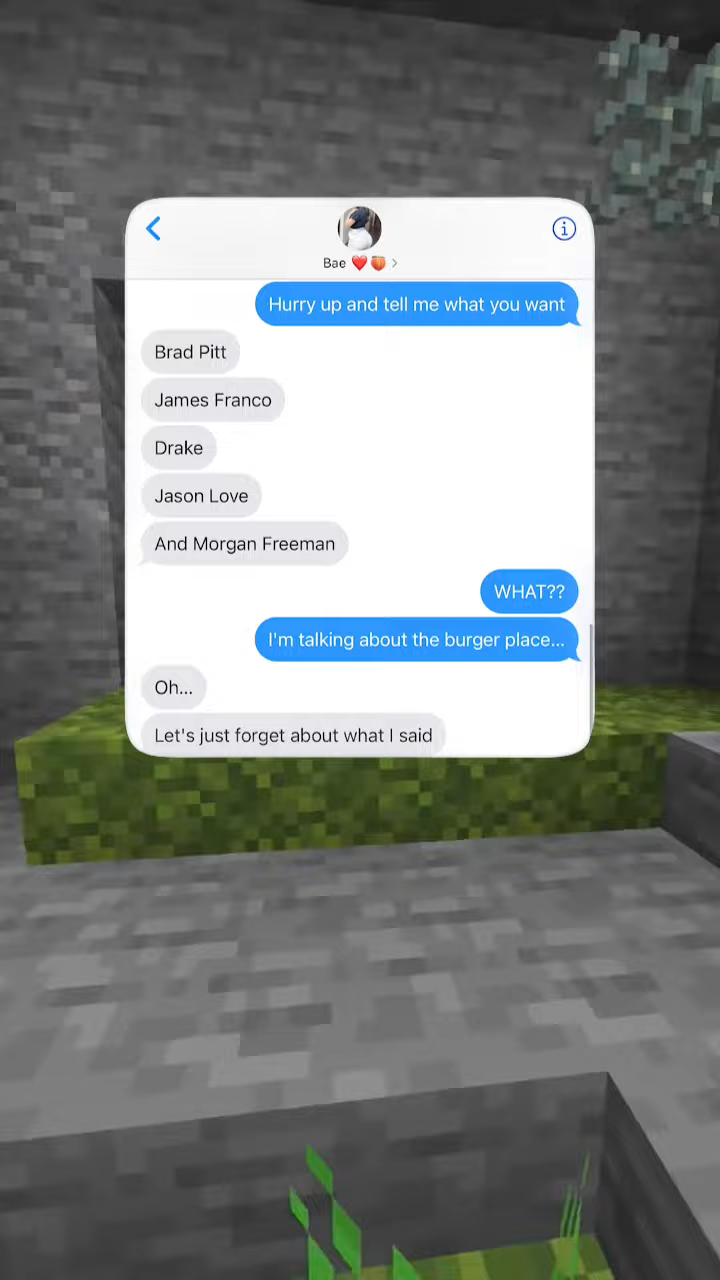 Bae ❤️🍑
Hurry up and tell me what you want
Brad Pitt
James Franco
Drake
Jason Love
And Morgan Freeman
WHAT??
I'm talking about the burger place...
Oh...
Let's just forget about what I said